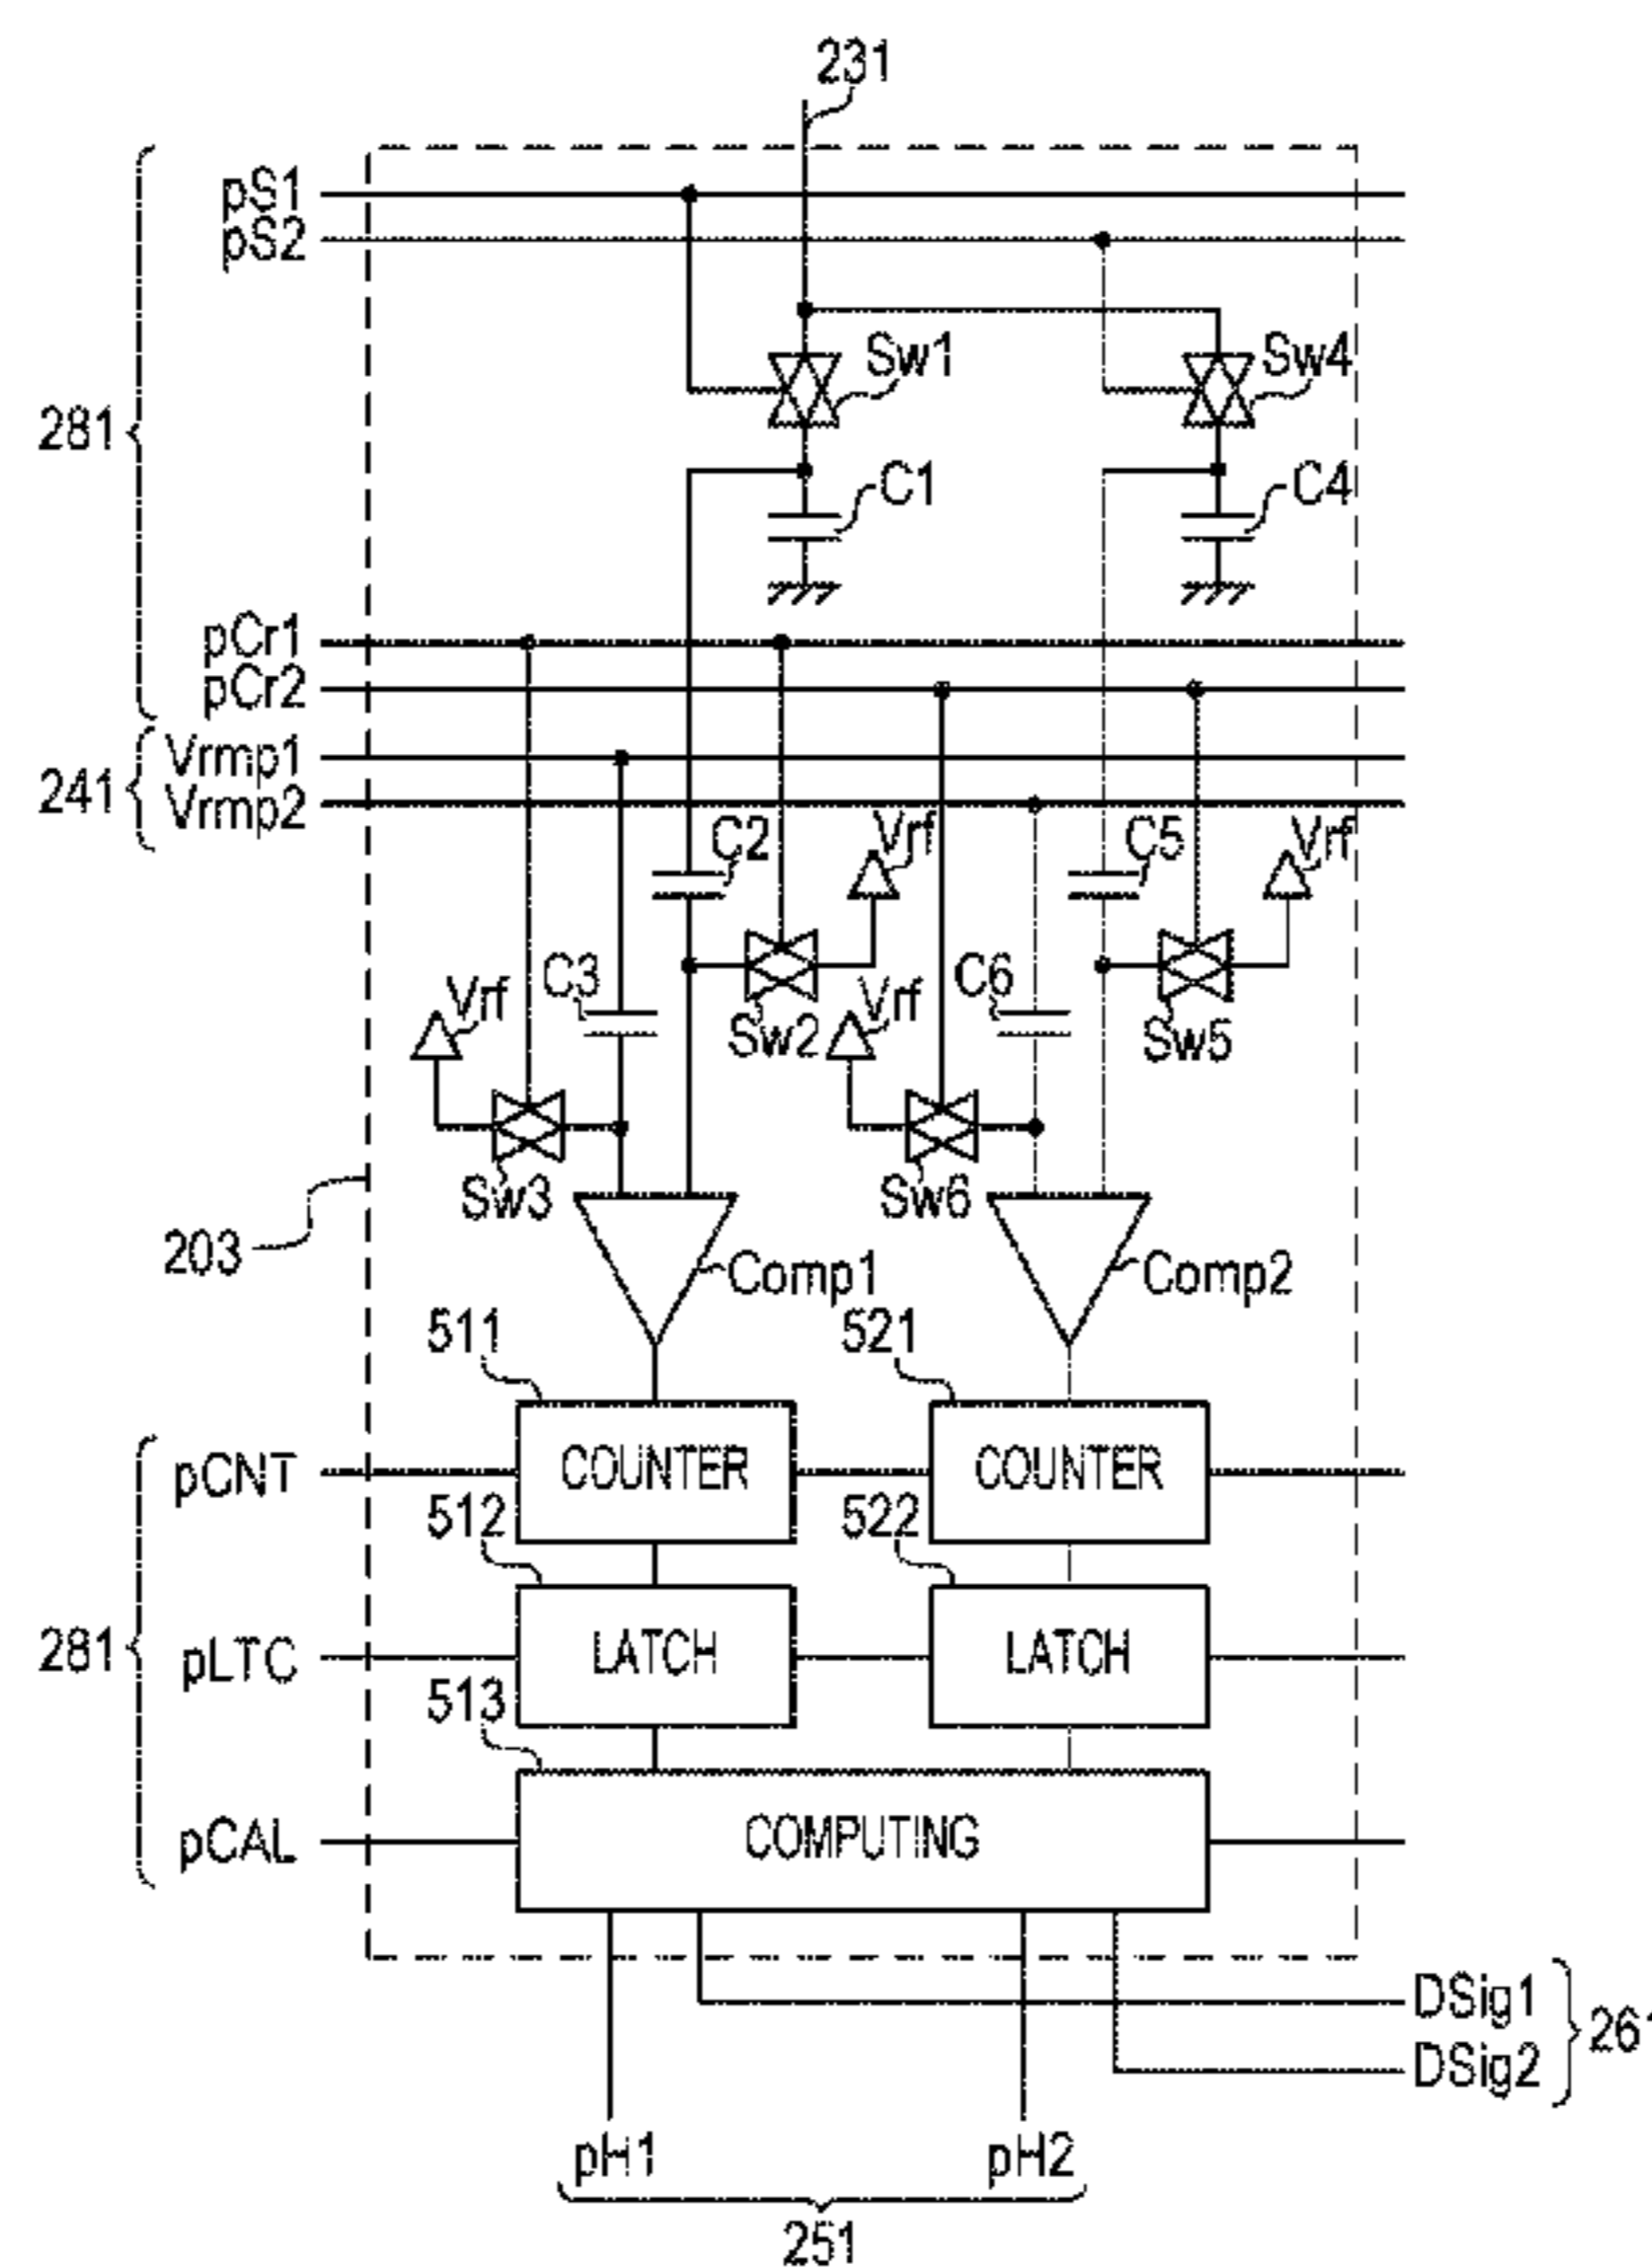 231
pS1
pS2
Sw1
Sw4
281
C1
C4
pCr1
pCr2
Vrmp1
241
Vrmp2
C2
Vrf
C5
Vrf
Vrf
C3
Sw2
Vrf
C6
Sw5
Sw3
Sw6
203
Comp1
Comp2
511
521
pCNT
COUNTER
COUNTER
512
522
281
pLTC
LATCH
LATCH
513
pCAL
COMPUTING
DSig1
261
DSig2
pH1
pH2
251